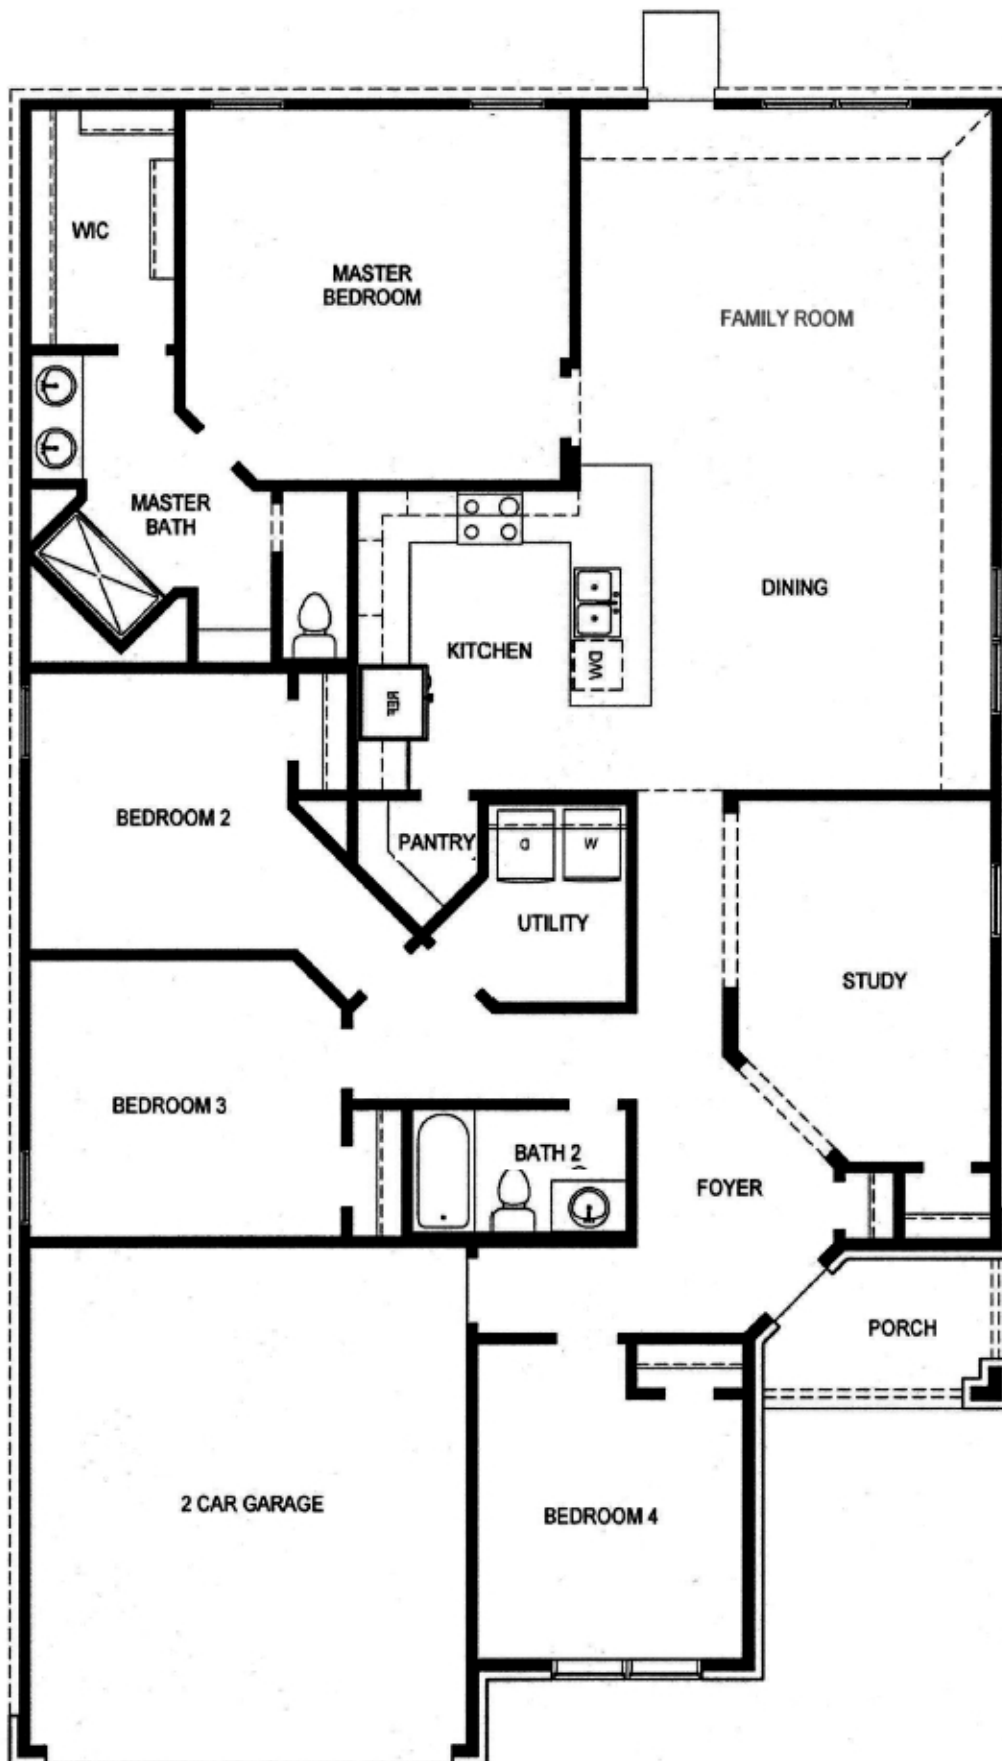 WIC
MASTER
BEDROOM
FAMILY ROOM
MASTER
BATH
DINING
KITCHEN
DW
REF
BEDROOM 2
PANTRY
D
W
UTILITY
STUDY
BEDROOM 3
BATH 2
FOYER
PORCH
2 CAR GARAGE
BEDROOM 4